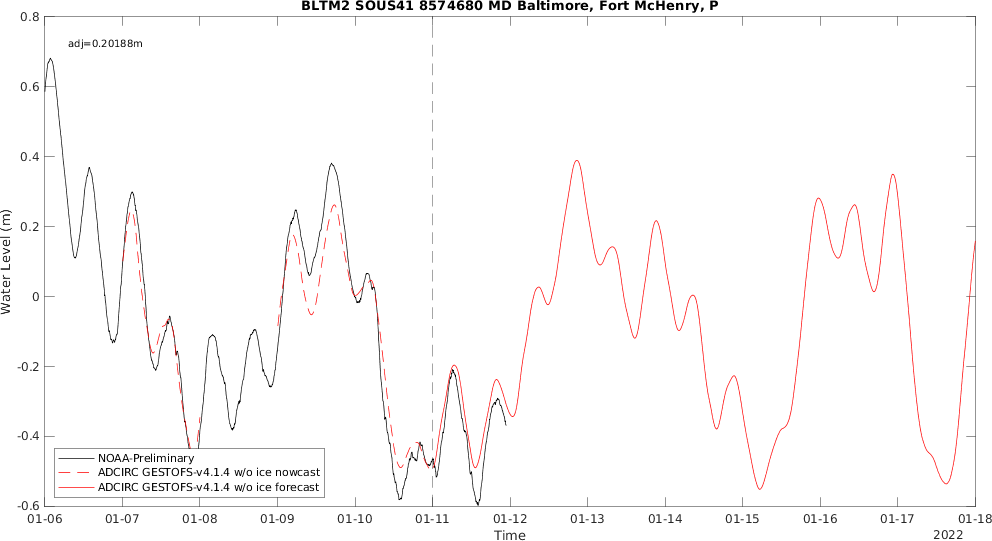 BLTM2 SOUS41 8574680 MD Baltimore, Fort McHenry, P
adj=0.20188m
0.8
0.6
0.4
0.2
0
-0.2
-0.4
-0.6
Water Level (m)
NOAA-Preliminary
ADCIRC GESTOFS-v4.1.4 w/o ice nowcast
ADCIRC GESTOFS-v4.1.4 w/o ice forecast
01-06 01-07 01-08 01-09 01-10 01-11 01-12 01-13 01-14 01-15 01-16 01-17 01-18
Time
2022